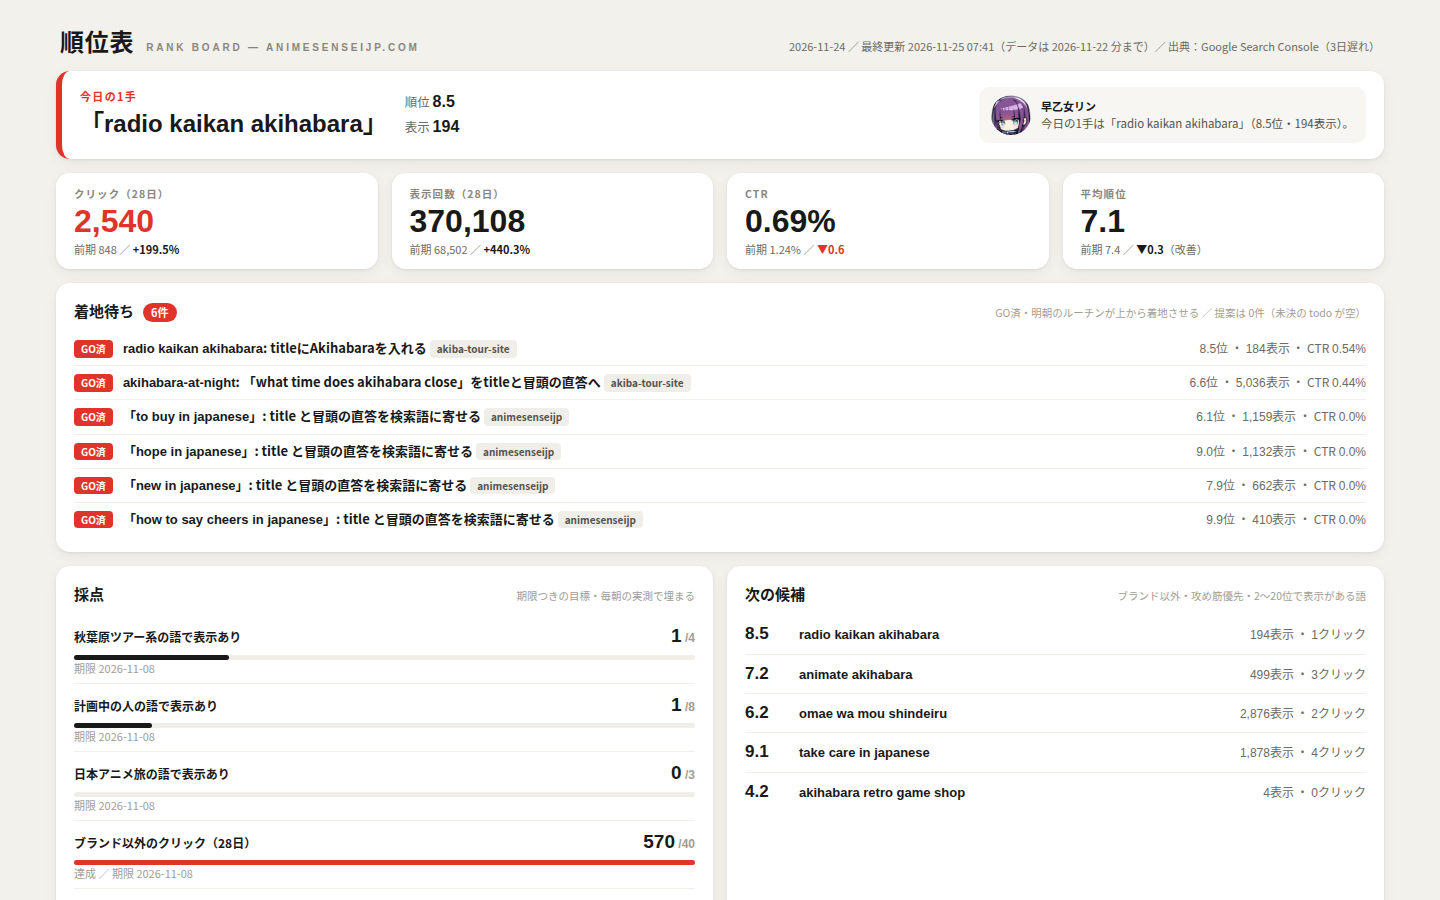 順位表 RANK BOARD — ANIMESENSEIJP.COM
2026-11-24 ／ 最終更新 2026-11-25 07:41（データは 2026-11-22 分まで）／ 出典：Google Search Console（3日遅れ）
今日の1手
「radio kaikan akihabara」
順位 8.5
表示 194
早乙女リン
今日の1手は「radio kaikan akihabara」（8.5位・194表示）。
クリック（28日）
2,540
前期 848 ／ +199.5%
表示回数（28日）
370,108
前期 68,502 ／ +440.3%
CTR
0.69%
前期 1.24% ／ ▼0.6
平均順位
7.1
前期 7.4 ／ ▼0.3（改善）
着地待ち 6件
GO済・明朝のルーチンが上から着地させる ／ 提案は 0件（未決の todo が空）
GO済 radio kaikan akihabara: titleにAkihabaraを入れる akiba-tour-site 8.5位 ・ 184表示 ・ CTR 0.54%
GO済 akihabara-at-night: 「what time does akihabara close」をtitleと冒頭の直答へ akiba-tour-site 6.6位 ・ 5,036表示 ・ CTR 0.44%
GO済 「to buy in japanese」: title と冒頭の直答を検索語に寄せる animesenseijp 6.1位 ・ 1,159表示 ・ CTR 0.0%
GO済 「hope in japanese」: title と冒頭の直答を検索語に寄せる animesenseijp 9.0位 ・ 1,132表示 ・ CTR 0.0%
GO済 「new in japanese」: title と冒頭の直答を検索語に寄せる animesenseijp 7.9位 ・ 662表示 ・ CTR 0.0%
GO済 「how to say cheers in japanese」: title と冒頭の直答を検索語に寄せる animesenseijp 9.9位 ・ 410表示 ・ CTR 0.0%
採点
期限つきの目標・毎朝の実測で埋まる
秋葉原ツアー系の語で表示あり 1 /4
期限 2026-11-08
計画中の人の語で表示あり 1 /8
期限 2026-11-08
日本アニメ旅の語で表示あり 0 /3
期限 2026-11-08
ブランド以外のクリック（28日） 570 /40
達成 ／ 期限 2026-11-08
次の候補
ブランド以外・攻め筋優先・2〜20位で表示がある語
8.5 radio kaikan akihabara 194表示 ・ 1クリック
7.2 animate akihabara 499表示 ・ 3クリック
6.2 omae wa mou shindeiru 2,876表示 ・ 2クリック
9.1 take care in japanese 1,878表示 ・ 4クリック
4.2 akihabara retro game shop 4表示 ・ 0クリック